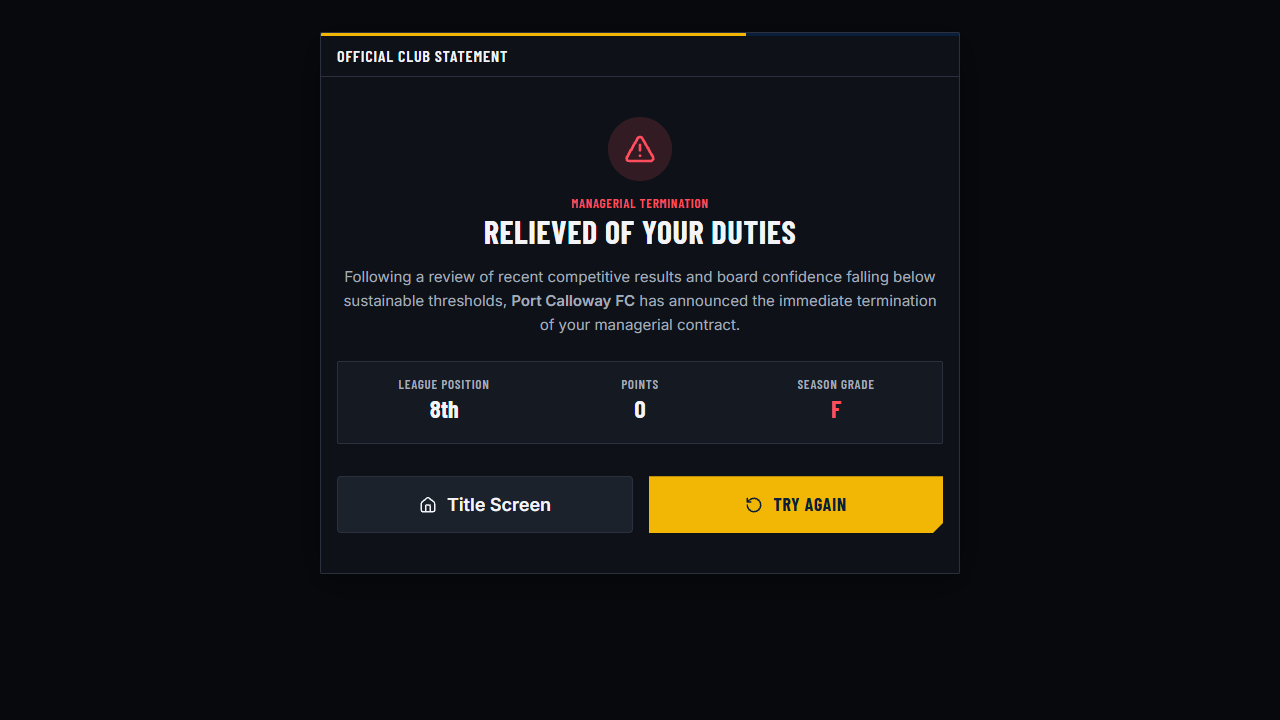 OFFICIAL CLUB STATEMENT
MANAGERIAL TERMINATION
RELIEVED OF YOUR DUTIES
Following a review of recent competitive results and board confidence falling below
sustainable thresholds, Port Calloway FC has announced the immediate termination
of your managerial contract.
LEAGUE POSITION POINTS SEASON GRADE
8th 0 F
Title Screen TRY AGAIN